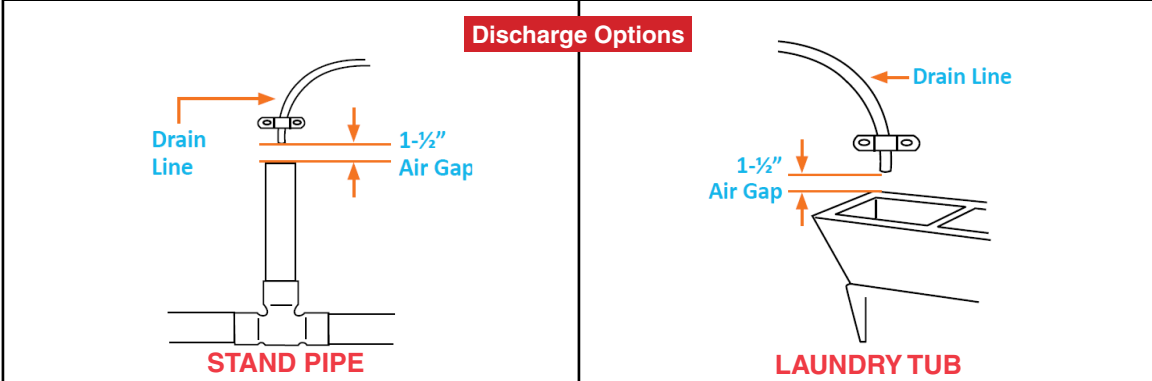 Discharge Options
Drain
Line
1-½”
Air Gap
STAND PIPE
Drain Line
1-½”
Air Gap
LAUNDRY TUB